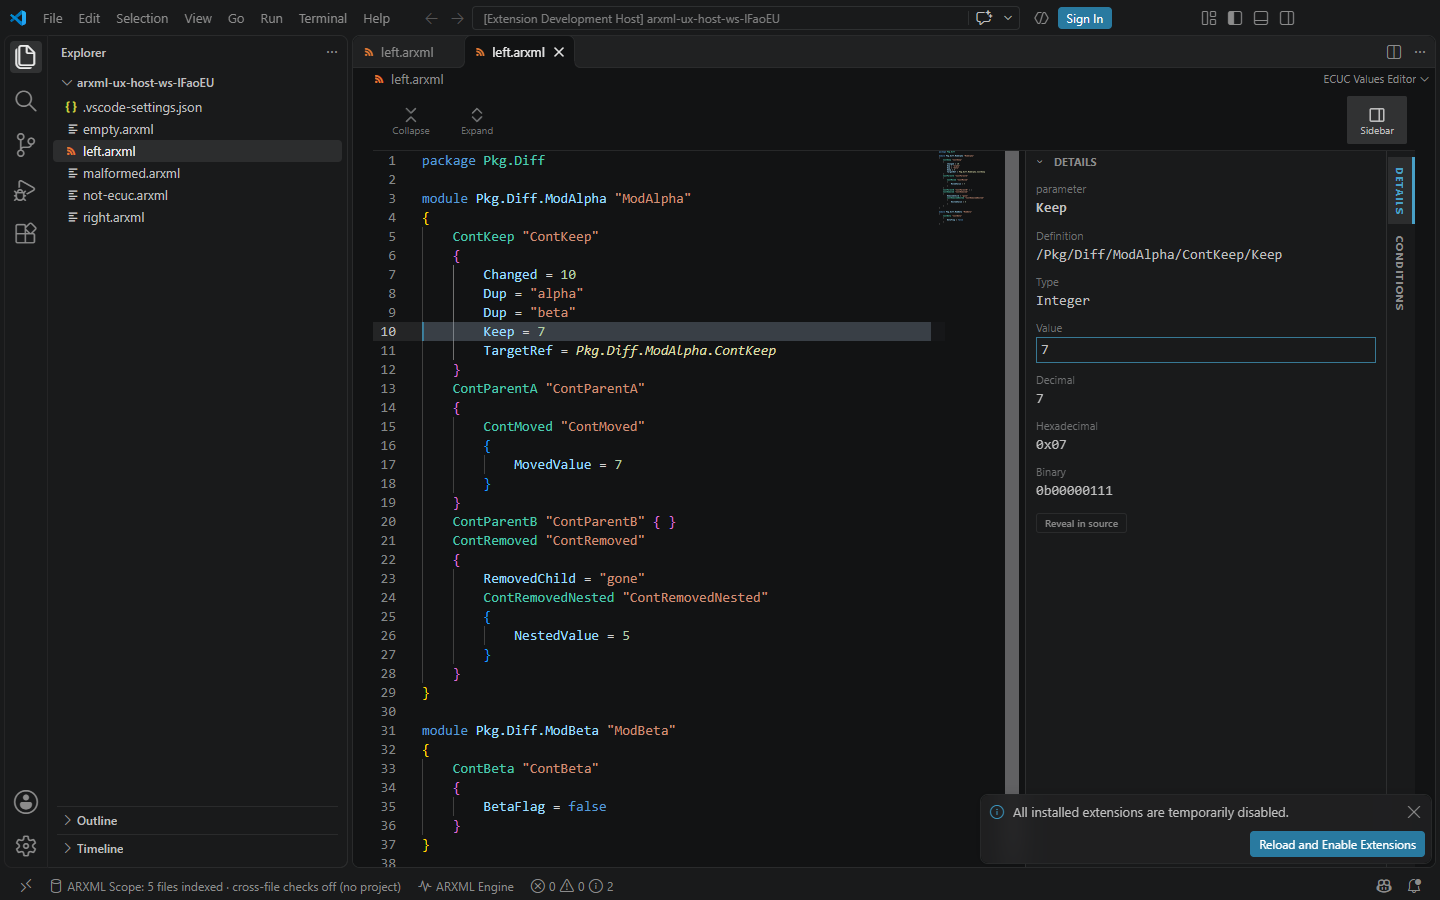 File Edit Selection View Go Run Terminal Help
[Extension Development Host] arxml-ux-host-ws-IFaoEU
Sign In
Explorer
arxml-ux-host-ws-IFaoEU
{} .vscode-settings.json
empty.arxml
left.arxml
malformed.arxml
not-ecuc.arxml
right.arxml
Outline
Timeline
left.arxml
left.arxml
left.arxml
ECUC Values Editor
Collapse
Expand
Sidebar
1 package Pkg.Diff
2
3 module Pkg.Diff.ModAlpha "ModAlpha"
4 {
5 ContKeep "ContKeep"
6 {
7 Changed = 10
8 Dup = "alpha"
9 Dup = "beta"
10 Keep = 7
11 TargetRef = Pkg.Diff.ModAlpha.ContKeep
12 }
13 ContParentA "ContParentA"
14 {
15 ContMoved "ContMoved"
16 {
17 MovedValue = 7
18 }
19 }
20 ContParentB "ContParentB" { }
21 ContRemoved "ContRemoved"
22 {
23 RemovedChild = "gone"
24 ContRemovedNested "ContRemovedNested"
25 {
26 NestedValue = 5
27 }
28 }
29 }
30
31 module Pkg.Diff.ModBeta "ModBeta"
32 {
33 ContBeta "ContBeta"
34 {
35 BetaFlag = false
36 }
37 }
38
DETAILS
parameter
Keep
Definition
/Pkg/Diff/ModAlpha/ContKeep/Keep
Type
Integer
Value
7
Decimal
7
Hexadecimal
0x07
Binary
0b00000111
Reveal in source
DETAILS
CONDITIONS
All installed extensions are temporarily disabled.
Reload and Enable Extensions
ARXML Scope: 5 files indexed · cross-file checks off (no project)
ARXML Engine
0 0 2